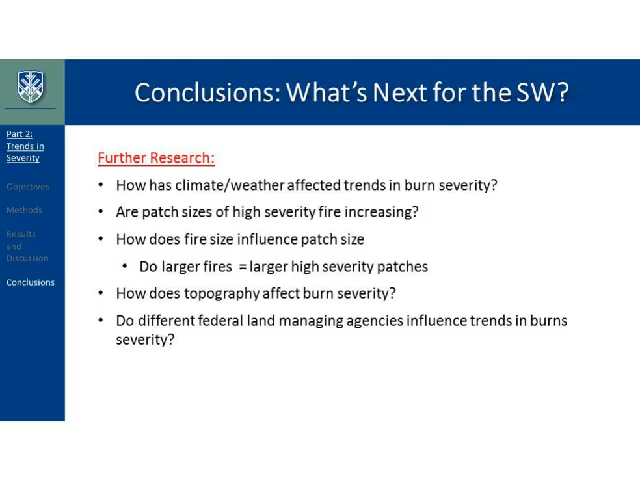 Conclusions: What's Next for the SW?
Part 2:
Trends in
Severity
Objectives
Methods
Results
and
Discussion
Conclusions
Further Research:
• How has climate/weather affected trends in burn severity?
• Are patch sizes of high severity fire increasing?
• How does fire size influence patch size
• Do larger fires = larger high severity patches
• How does topography affect burn severity?
• Do different federal land managing agencies influence trends in burns
severity?